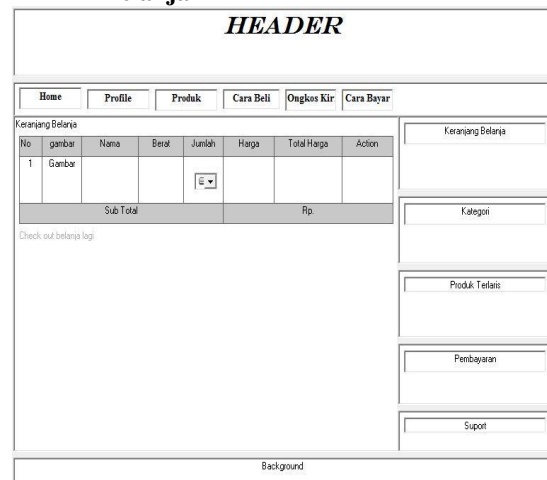 HEADER
Home Profile Produk Cara Beli Ongkos Kir Cara Bayar
Keranjang Belanja
No gambar Nama Berat Jumlah Harga Total Harga Action
1 Gambar
Sub Total Rp.
Check out belanja lagi
Keranjang Belanja
Kategori
Produk Terlaris
Pembayaran
Suport
Background